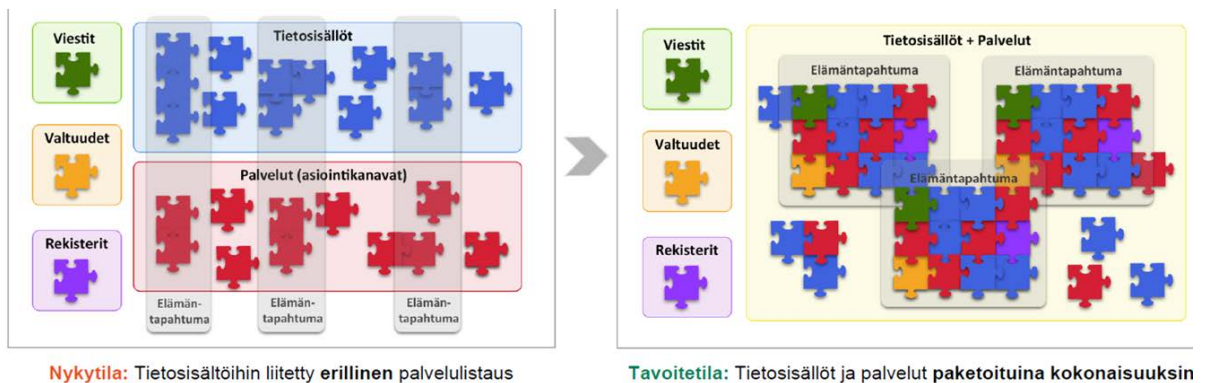 Viestit
Tietosisällöt
Valtuudet
Palvelut (asiointikanavat)
Rekisterit
Elämän-
tapahtuma
Elämän-
tapahtuma
Elämän-
tapahtuma
Nykytila: Tietosisältöihin liitetty erillinen palvelulistaus
Viestit
Tietosisällöt + Palvelut
Elämäntapahtuma
Elämäntapahtuma
Valtuudet
Elämäntapahtuma
Rekisterit
Tavoitetila: Tietosisällöt ja palvelut paketoituina kokonaisuuksin